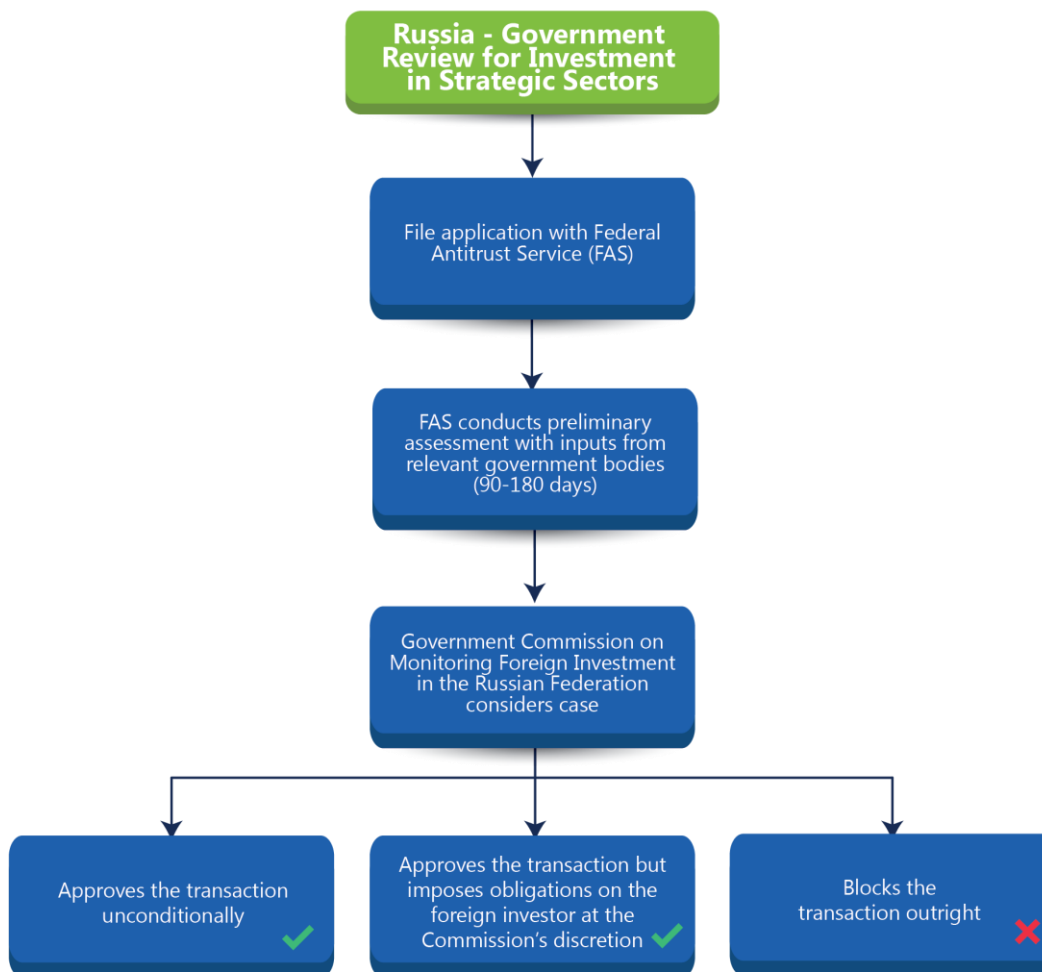 Russia - Government
Review for Investment
in Strategic Sectors
File application with Federal
Antitrust Service (FAS)
FAS conducts preliminary
assessment with inputs from
relevant government bodies
(90-180 days)
Government Commission on
Monitoring Foreign Investment
in the Russian Federation
considers case
Approves the transaction
unconditionally
Approves the transaction but
imposes obligations on the
foreign investor at the
Commission's discretion
Blocks the
transaction outright